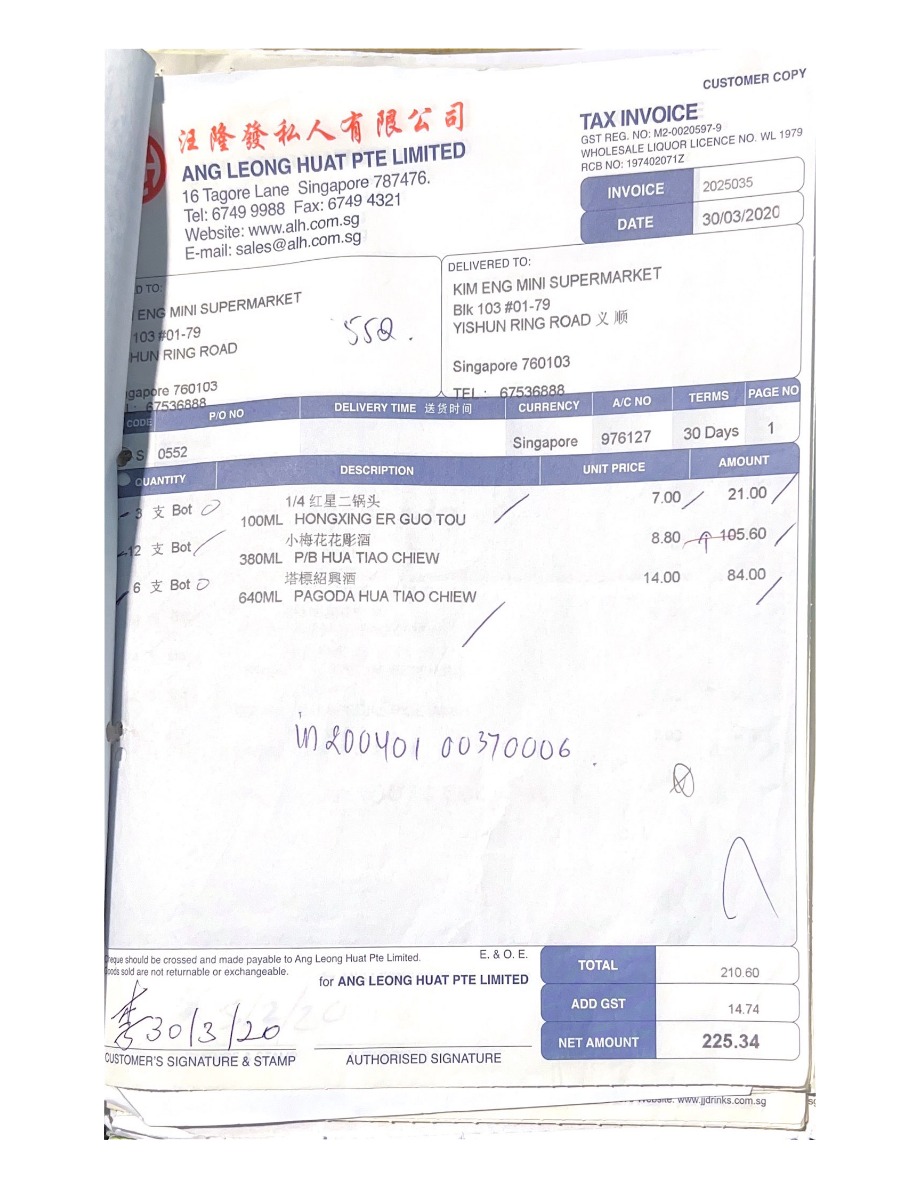 CUSTOMER COPY
汪隆發私人有限公司
ANG LEONG HUAT PTE LIMITED
16 Tagore Lane Singapore 787476.
Tel: 6749 9988 Fax: 6749 4321
Website: www.alh.com.sg
E-mail: sales@alh.com.sg
TAX INVOICE
GST REG. NO: M2-0020597-9
WHOLESALE LIQUOR LICENCE NO. WL 1979
RCB NO: 197402071Z
INVOICE 2025035
DATE 30/03/2020
D TO:
ENG MINI SUPERMARKET
103 #01-79
HUN RING ROAD
gapore 760103
L : 67536888
552.
DELIVERED TO:
KIM ENG MINI SUPERMARKET
Blk 103 #01-79
YISHUN RING ROAD 义 顺
Singapore 760103
TEL : 67536888
CODE P/O NO DELIVERY TIME 送货时间 CURRENCY A/C NO TERMS PAGE NO
S 0552 Singapore 976127 30 Days 1
QUANTITY DESCRIPTION UNIT PRICE AMOUNT
3 支 Bot 1/4 红星二锅头 7.00 21.00
100ML HONGXING ER GUO TOU
12 支 Bot 小梅花花彫酒 8.80 105.60
380ML P/B HUA TIAO CHIEW
6 支 Bot 塔標紹興酒 14.00 84.00
640ML PAGODA HUA TIAO CHIEW
in200401 00370006.
heque should be crossed and made payable to Ang Leong Huat Pte Limited. E. & O. E.
oods sold are not returnable or exchangeable.
for ANG LEONG HUAT PTE LIMITED
TOTAL 210.60
ADD GST 14.74
NET AMOUNT 225.34
30/3/20
CUSTOMER'S SIGNATURE & STAMP AUTHORISED SIGNATURE
Website: www.jjdrinks.com.sg